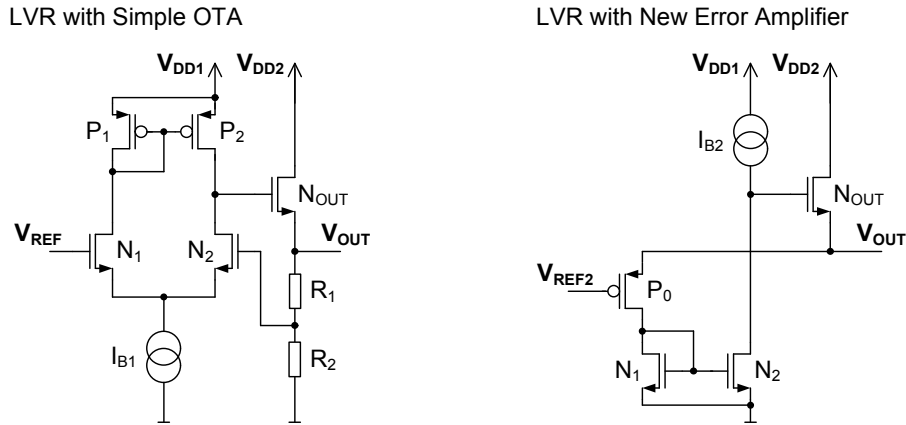 LVR with Simple OTA
LVR with New Error Amplifier
VDD1
VDD2
P1
P2
NOUT
VREF
N1
N2
VOUT
R1
IB1
R2
VDD1
VDD2
IB2
NOUT
VOUT
VREF2
P0
N1
N2